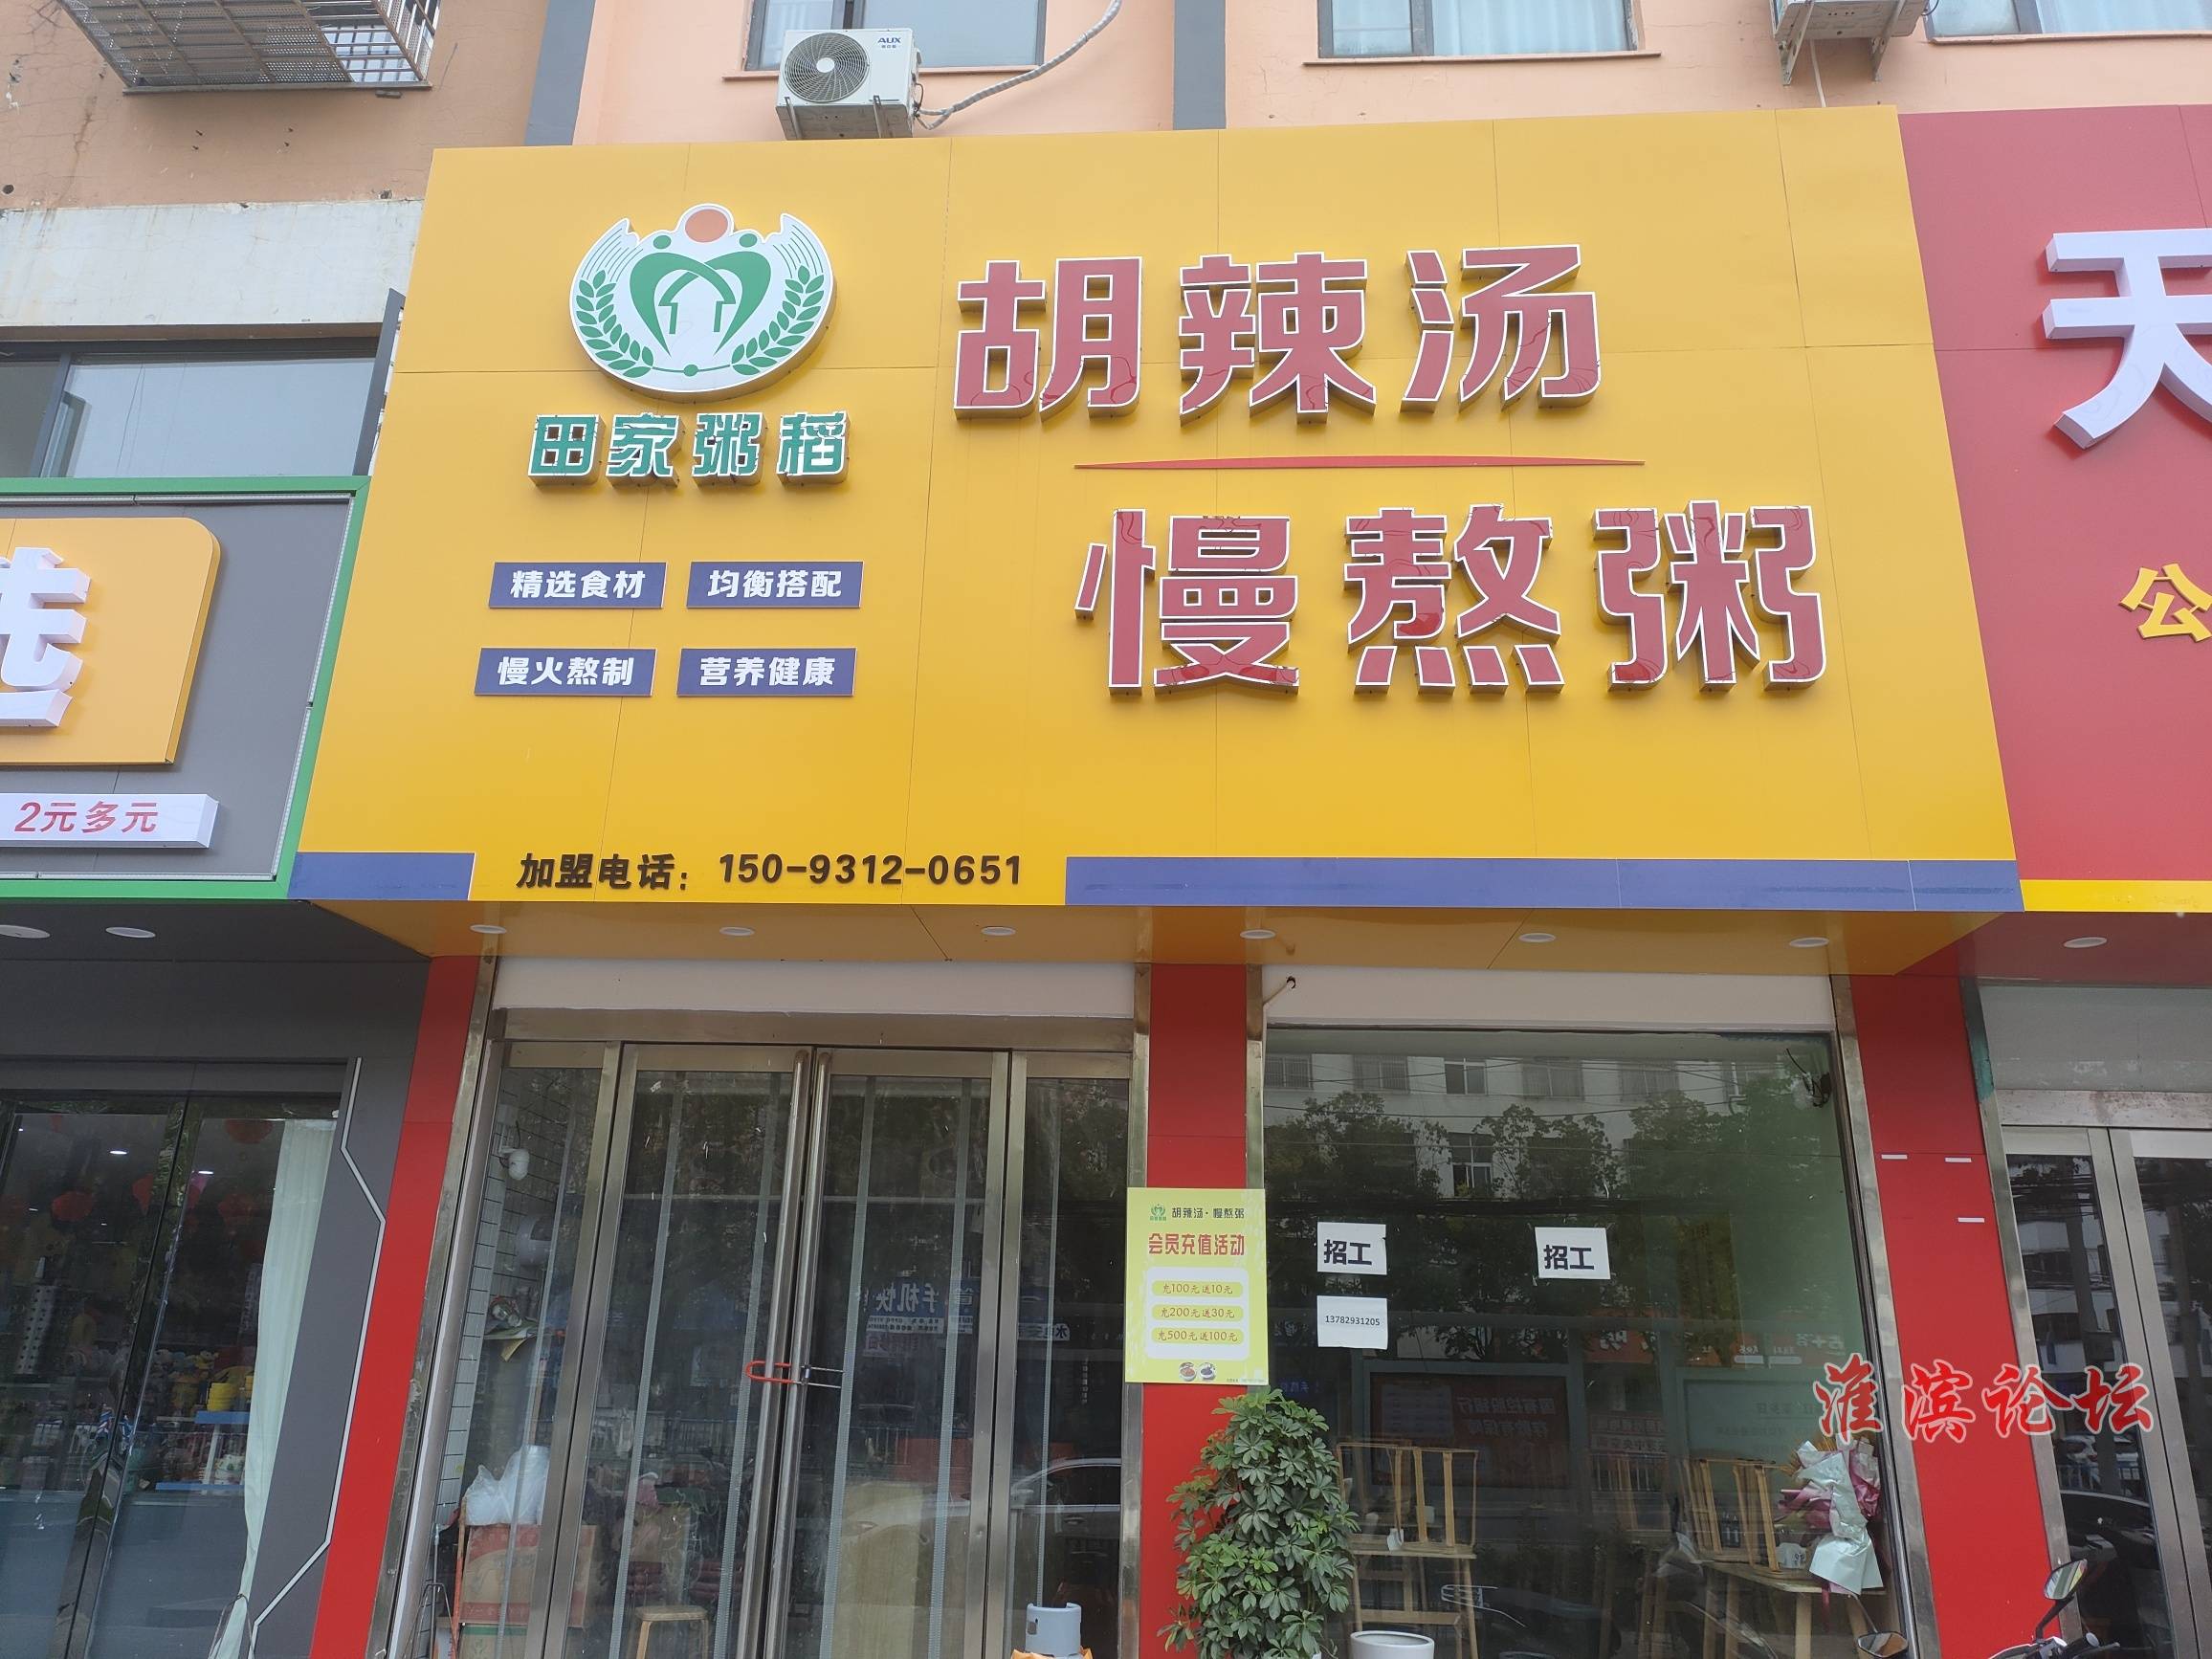 AUX
胡辣汤
田家粥稻
慢熬粥
精选食材 均衡搭配
慢火熬制 营养健康
加盟电话：150-9312-0651
天
公
2元多元
胡辣汤·慢熬粥
会员充值活动
充100元送10元
充200元送30元
充500元送100元
招工
招工
13782931205
淮滨论坛